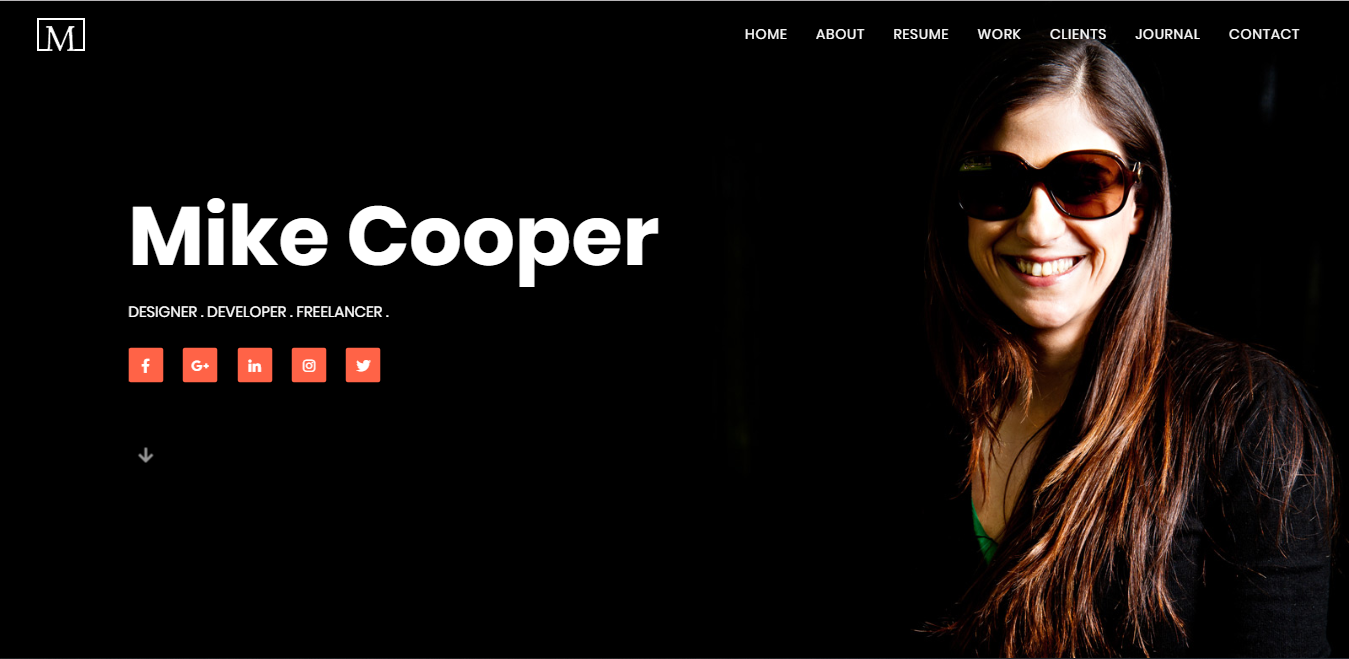 M
HOME ABOUT RESUME WORK CLIENTS JOURNAL CONTACT
Mike Cooper
DESIGNER . DEVELOPER . FREELANCER .
f G+ in